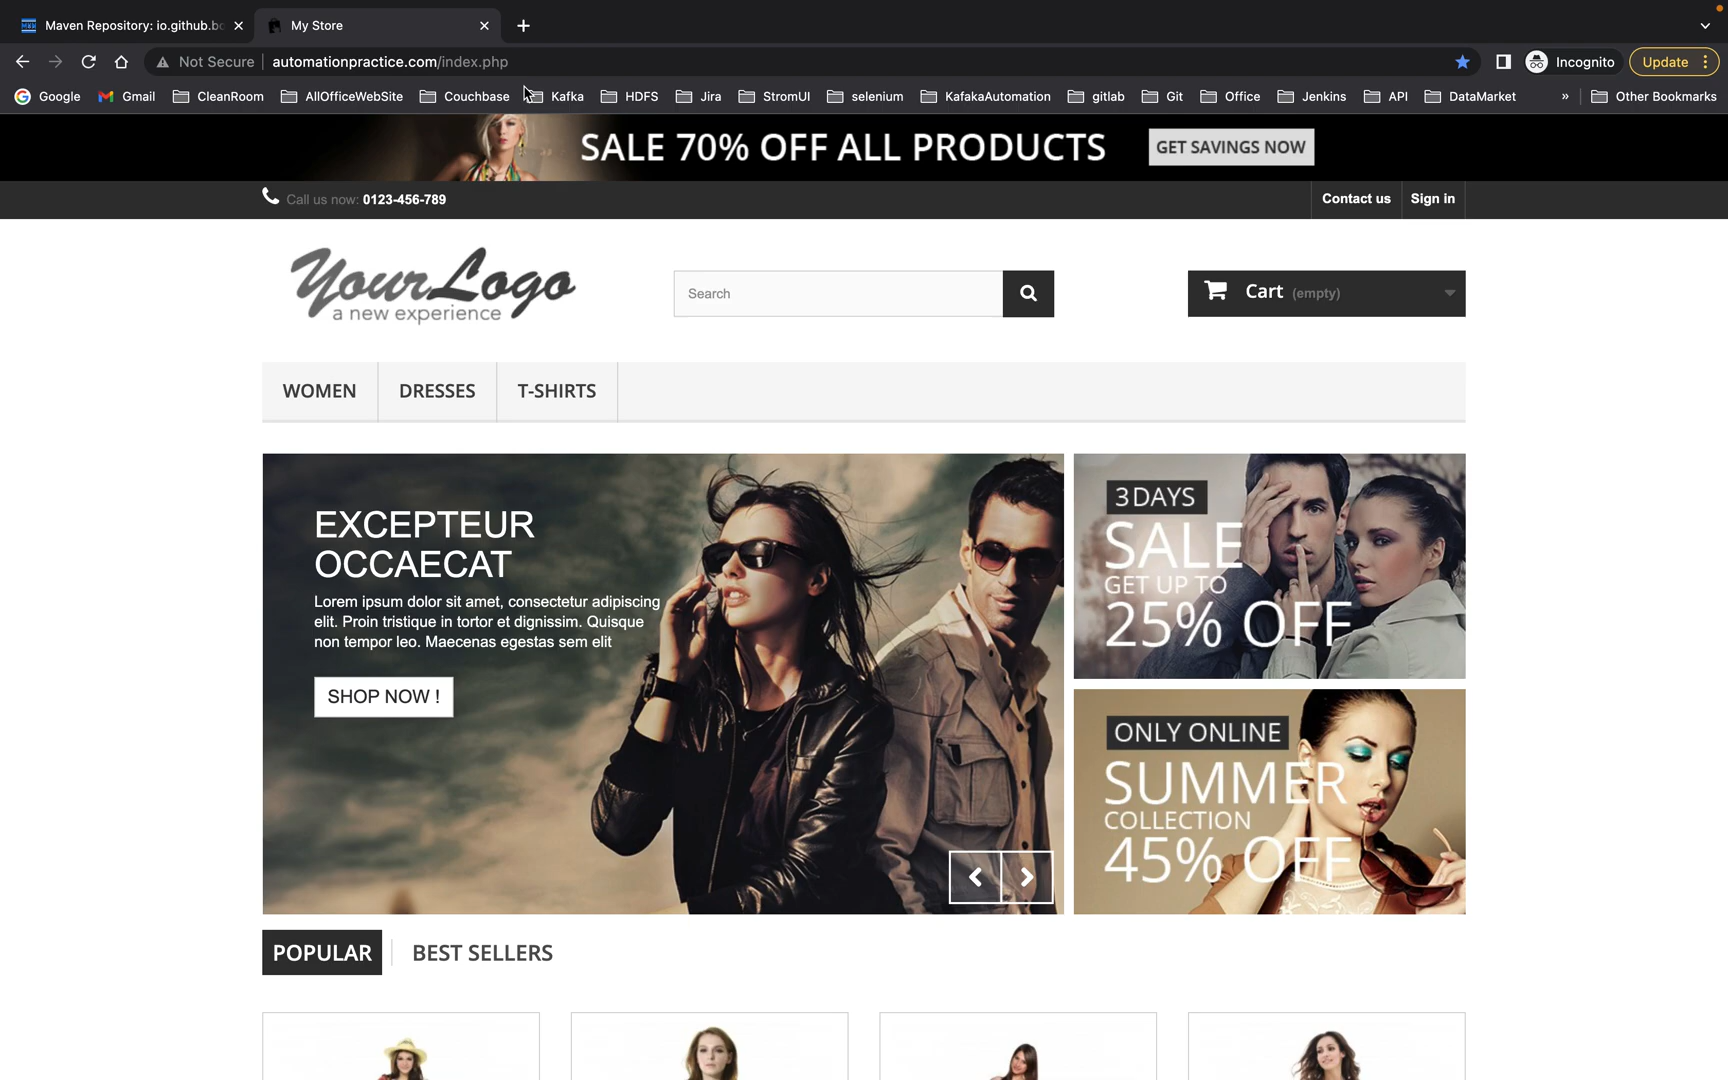 Maven Repository: io.github.bo
My Store
Not Secure
automationpractice.com/index.php
Incognito
Update
Google
Gmail
CleanRoom
AllOfficeWebSite
Couchbase
Kafka
HDFS
Jira
StromUI
selenium
KafakaAutomation
gitlab
Git
Office
Jenkins
API
DataMarket
»
Other Bookmarks
SALE 70% OFF ALL PRODUCTS
GET SAVINGS NOW
Call us now: 0123-456-789
Contact us
Sign in
YourLogo
a new experience
Search
Cart (empty)
WOMEN
DRESSES
T-SHIRTS
EXCEPTEUR
OCCAECAT
Lorem ipsum dolor sit amet, consectetur adipiscing
elit. Proin tristique in tortor et dignissim. Quisque
non tempor leo. Maecenas egestas sem elit
SHOP NOW !
3 DAYS
SALE
GET UP TO
25% OFF
ONLY ONLINE
SUMMER
COLLECTION
45% OFF
POPULAR
BEST SELLERS